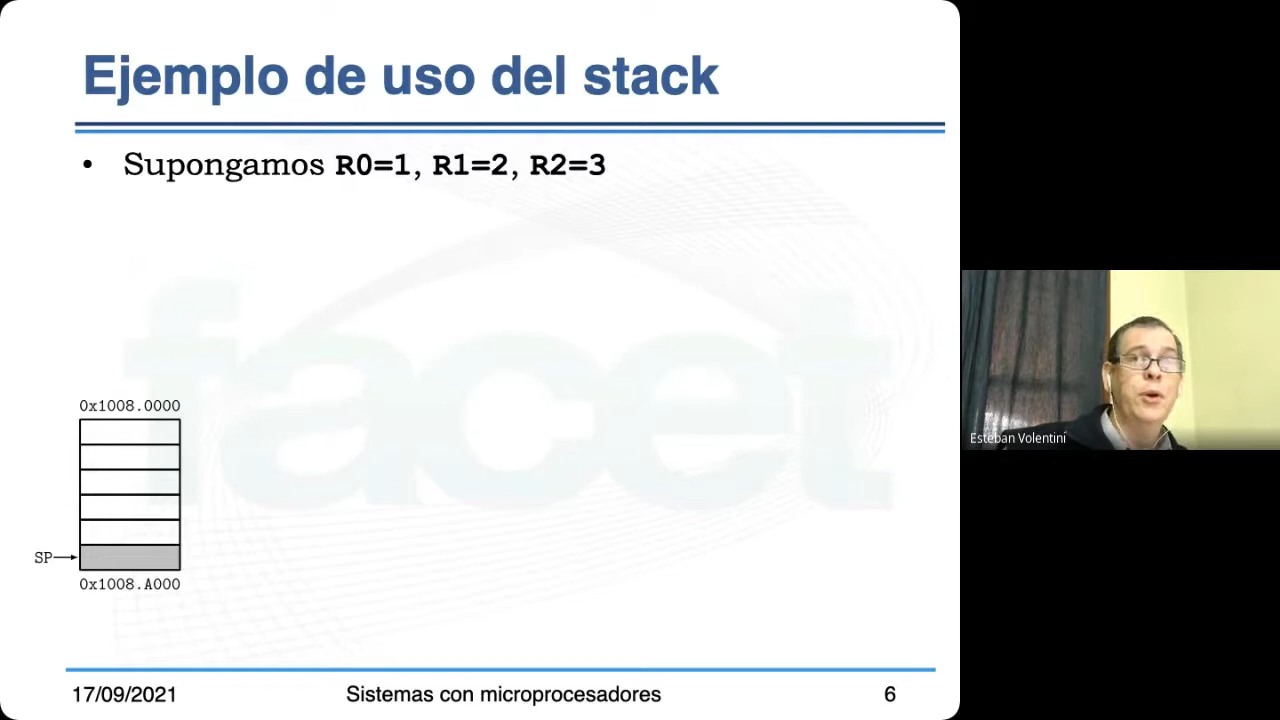 Ejemplo de uso del stack
• Supongamos R0=1, R1=2, R2=3
facet
0x1008.0000
SP
0x1008.A000
17/09/2021 Sistemas con microprocesadores 6
Esteban Volentini